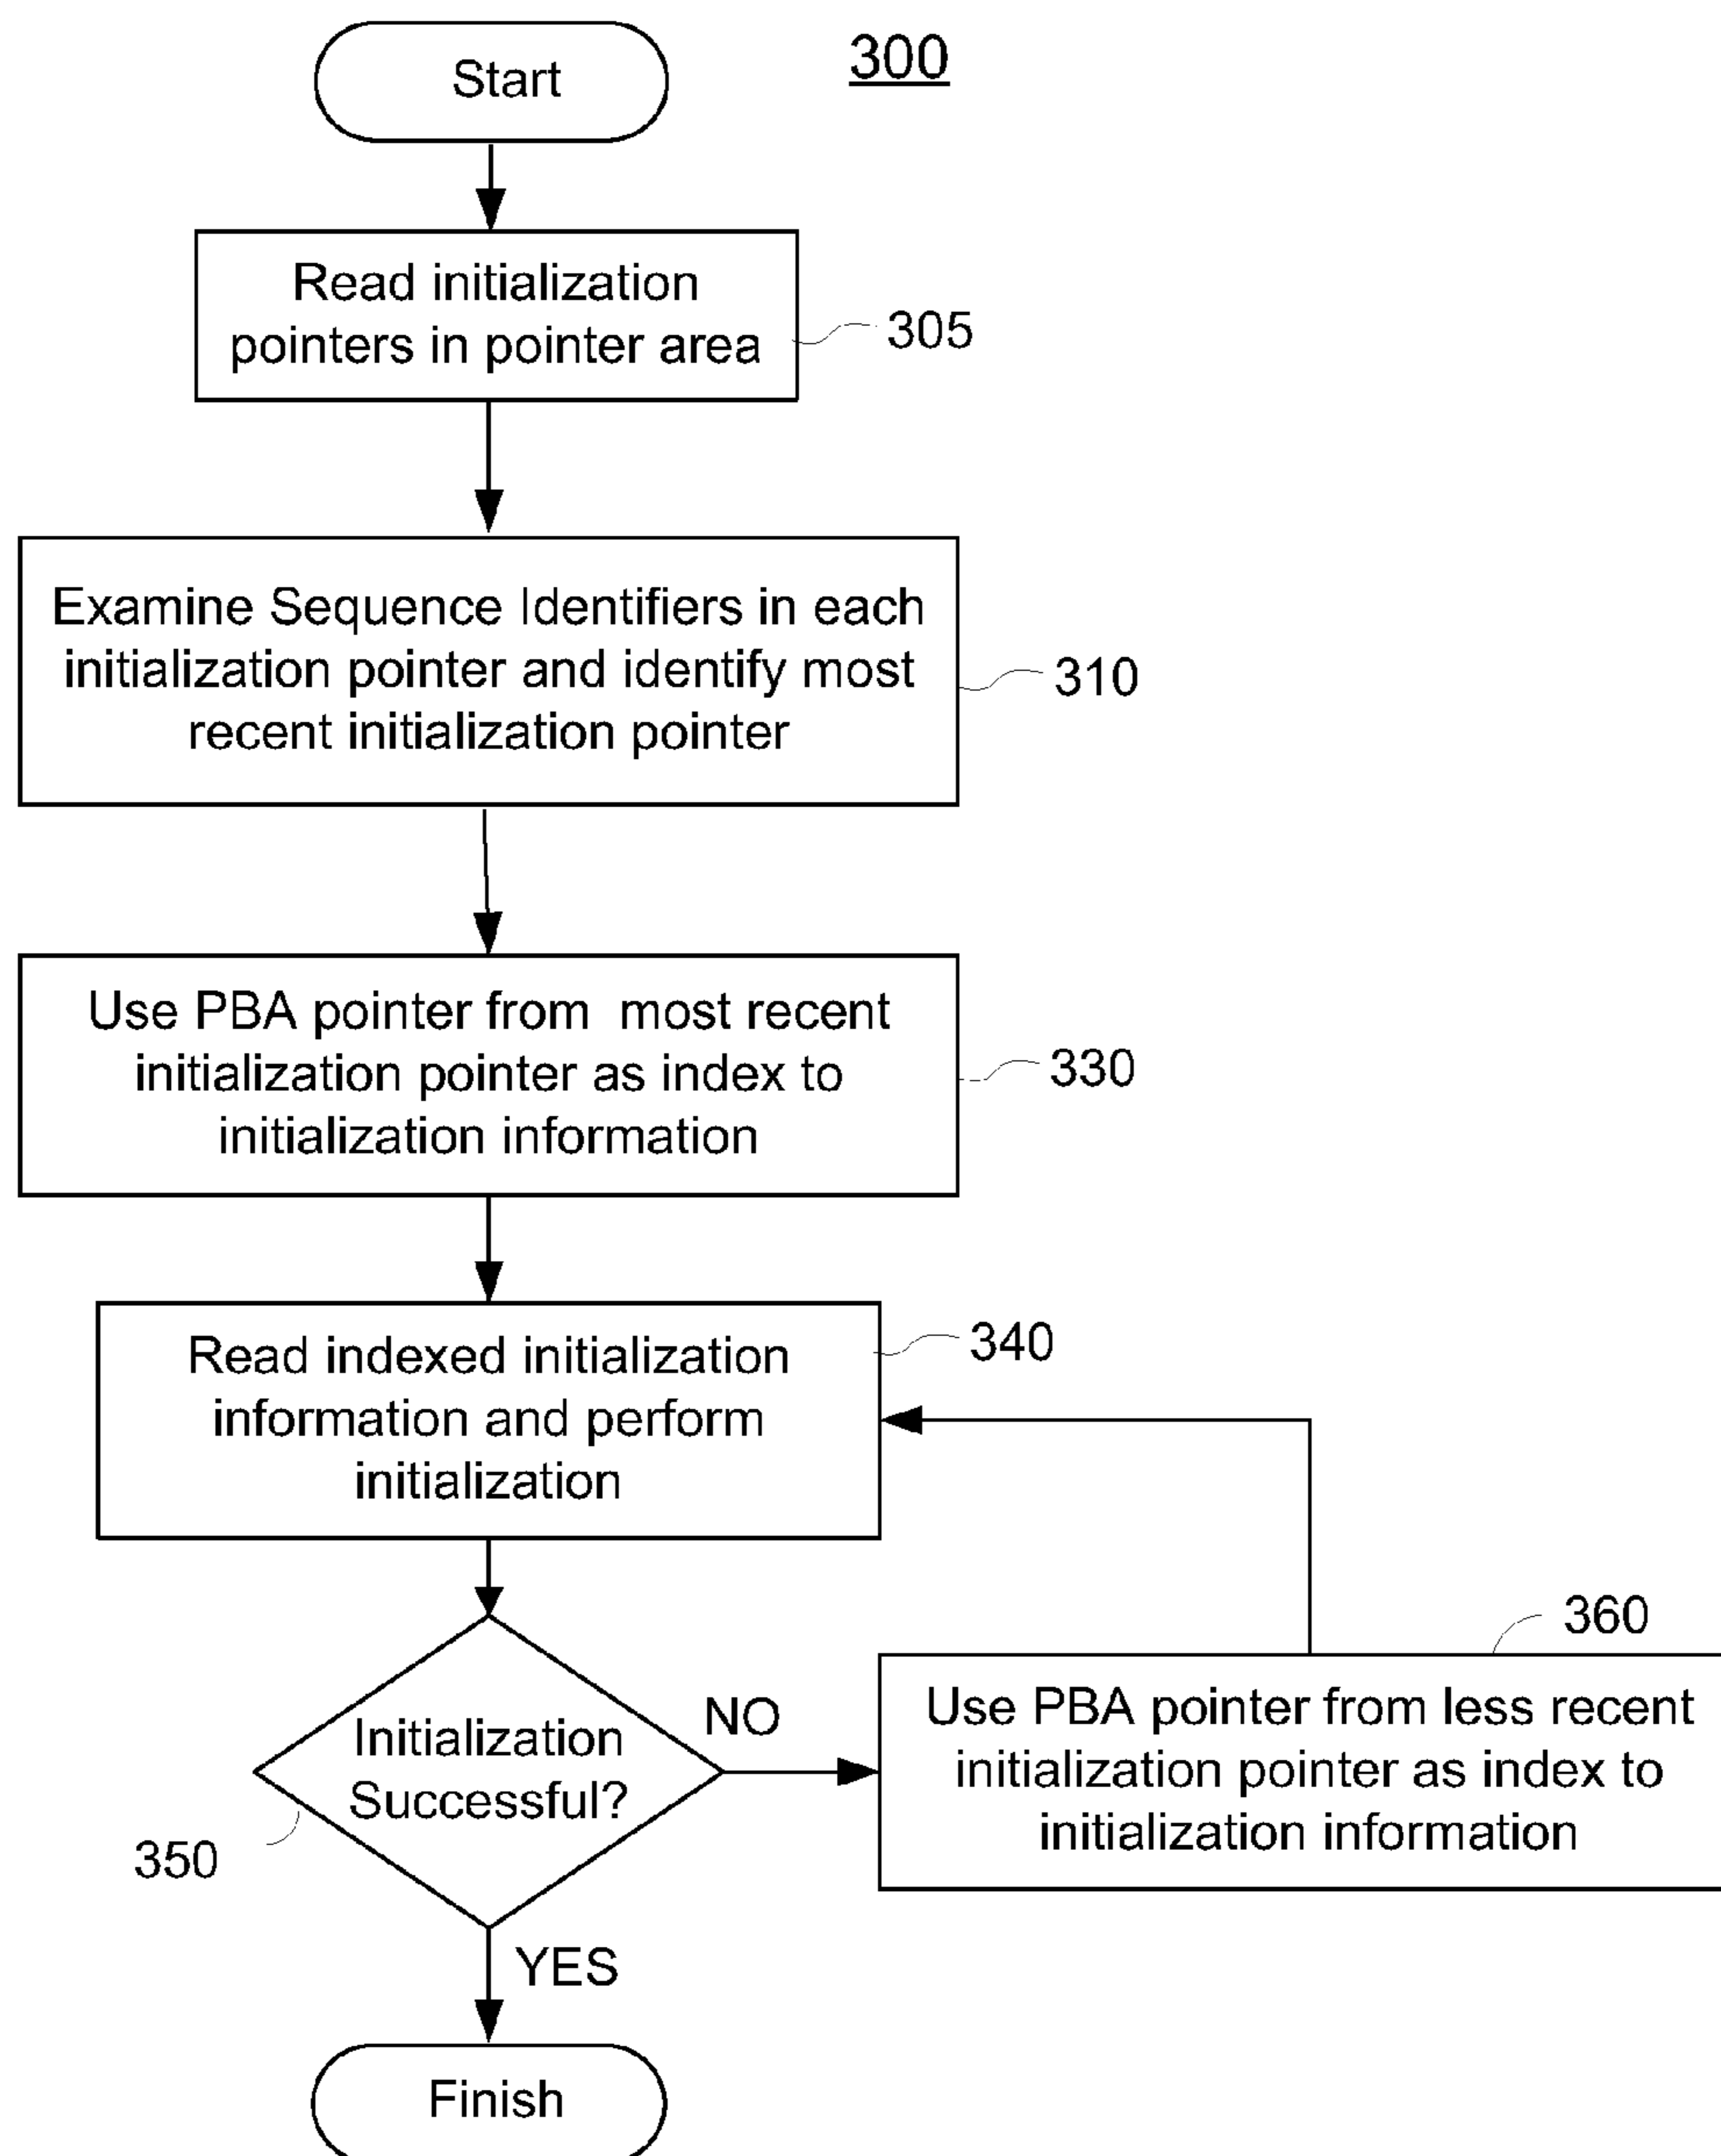 Start
300
Read initialization
pointers in pointer area
305
Examine Sequence Identifiers in each
initialization pointer and identify most
recent initialization pointer
310
Use PBA pointer from most recent
initialization pointer as index to
initialization information
330
Read indexed initialization
information and perform
initialization
340
Initialization
Successful?
350
NO
360
Use PBA pointer from less recent
initialization pointer as index to
initialization information
YES
Finish